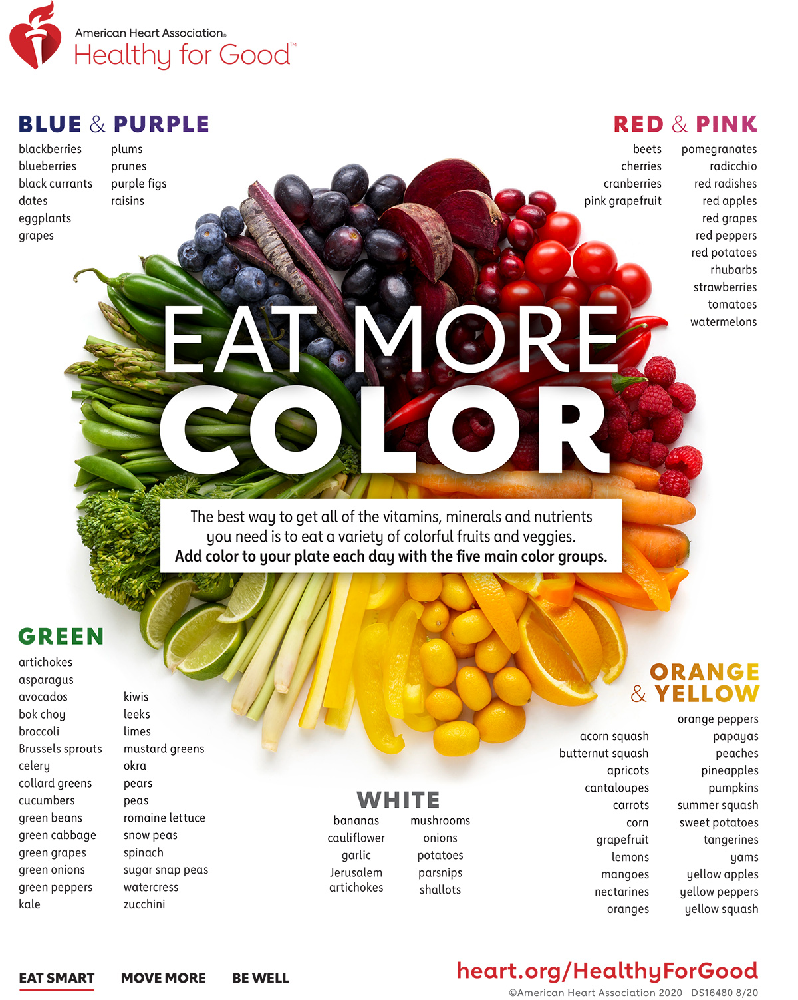 American Heart Association®
Healthy for Good™
BLUE & PURPLE
blackberries
blueberries
black currants
dates
eggplants
grapes
plums
prunes
purple figs
raisins
RED & PINK
beets
cherries
cranberries
pink grapefruit
pomegranates
radicchio
red radishes
red apples
red grapes
red peppers
red potatoes
rhubarbs
strawberries
tomatoes
watermelons
EAT MORE
COLOR
The best way to get all of the vitamins, minerals and nutrients
you need is to eat a variety of colorful fruits and veggies.
Add color to your plate each day with the five main color groups.
GREEN
artichokes
asparagus
avocados
bok choy
broccoli
Brussels sprouts
celery
collard greens
cucumbers
green beans
green cabbage
green grapes
green onions
green peppers
kale
kiwis
leeks
limes
mustard greens
okra
pears
peas
romaine lettuce
snow peas
spinach
sugar snap peas
watercress
zucchini
WHITE
bananas
cauliflower
garlic
Jerusalem
artichokes
mushrooms
onions
potatoes
parsnips
shallots
ORANGE
& YELLOW
acorn squash
butternut squash
apricots
cantaloupes
carrots
corn
grapefruit
lemons
mangoes
nectarines
oranges
orange peppers
papayas
peaches
pineapples
pumpkins
summer squash
sweet potatoes
tangerines
yams
yellow apples
yellow peppers
yellow squash
EAT SMART
MOVE MORE
BE WELL
heart.org/HealthyForGood
©American Heart Association 2020 DS16480 8/20